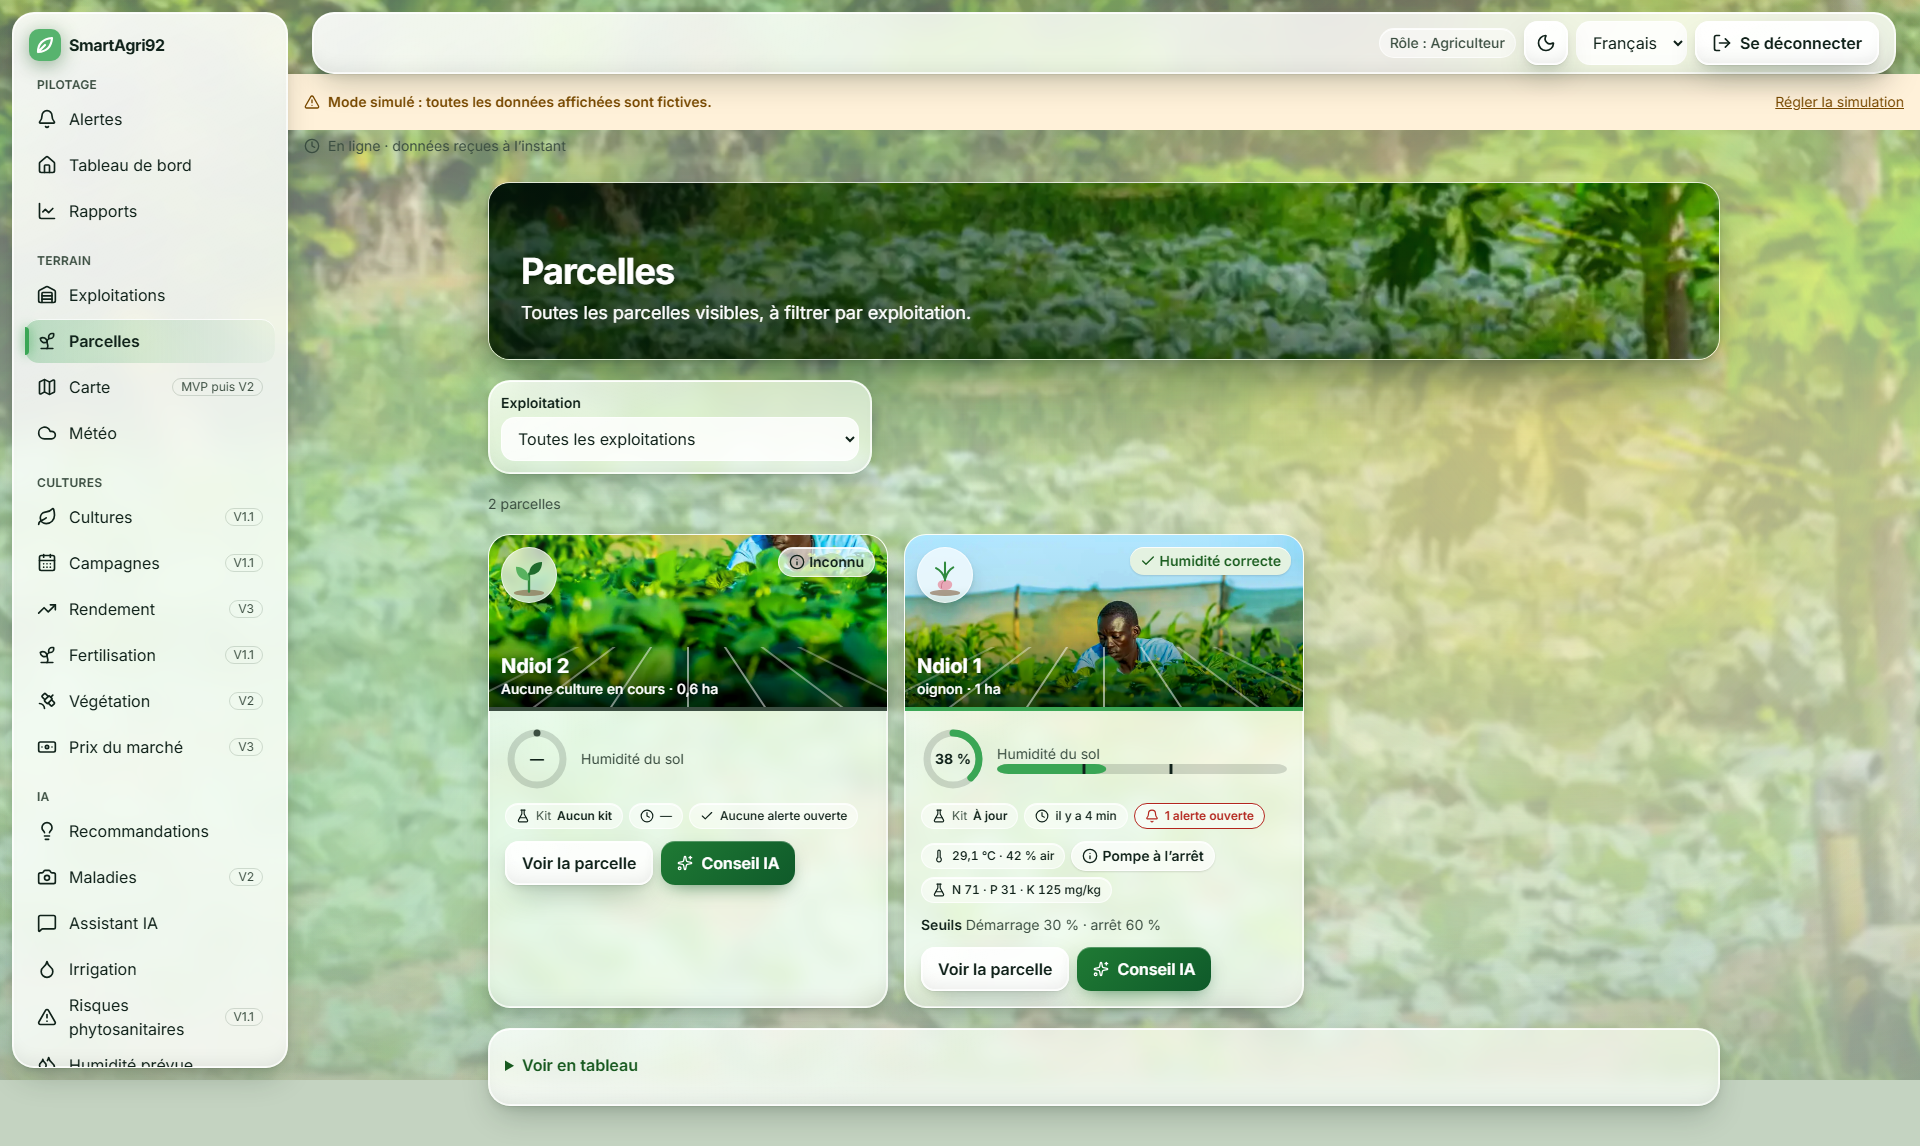 SmartAgri92
Rôle : Agriculteur
Français
Se déconnecter
PILOTAGE
Alertes
Tableau de bord
Rapports
TERRAIN
Exploitations
Parcelles
Carte
MVP puis V2
Météo
CULTURES
Cultures
V1.1
Campagnes
V1.1
Rendement
V3
Fertilisation
V1.1
Végétation
V2
Prix du marché
V3
IA
Recommandations
Maladies
V2
Assistant IA
Irrigation
Risques
phytosanitaires
V1.1
Humidité prévue
Mode simulé : toutes les données affichées sont fictives.
Régler la simulation
En ligne · données reçues à l’instant
Parcelles
Toutes les parcelles visibles, à filtrer par exploitation.
Exploitation
Toutes les exploitations
2 parcelles
Inconnu
Ndiol 2
Aucune culture en cours · 0,6 ha
—
Humidité du sol
Kit Aucun kit
—
Aucune alerte ouverte
Voir la parcelle
Conseil IA
Humidité correcte
Ndiol 1
oignon · 1 ha
38 %
Humidité du sol
Kit À jour
il y a 4 min
1 alerte ouverte
29,1 °C · 42 % air
Pompe à l’arrêt
N 71 · P 31 · K 125 mg/kg
Seuils Démarrage 30 % · arrêt 60 %
Voir la parcelle
Conseil IA
Voir en tableau